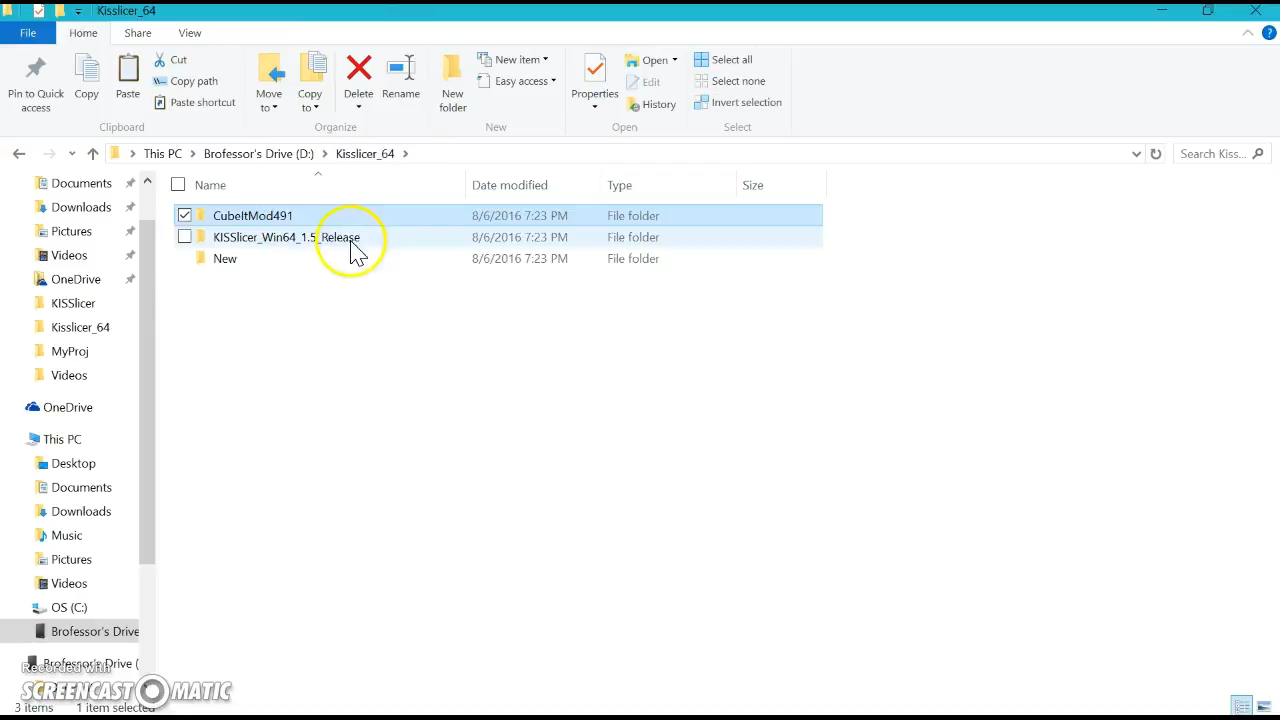 Kisslicer_64
File Home Share View
Pin to Quick access
Copy
Paste
Cut
Copy path
Paste shortcut
Clipboard
Move to
Copy to
Delete
Rename
Organize
New folder
New item
Easy access
New
Properties
Open
Edit
History
Open
Select all
Select none
Invert selection
Select
This PC > Brofessor's Drive (D:) > Kisslicer_64 >
Search Kiss...
Name Date modified Type Size
CubeItMod491 8/6/2016 7:23 PM File folder
KISSlicer_Win64_1.5_Release 8/6/2016 7:23 PM File folder
New 8/6/2016 7:23 PM File folder
Documents
Downloads
Pictures
Videos
OneDrive
KISSlicer
Kisslicer_64
MyProj
Videos
OneDrive
This PC
Desktop
Documents
Downloads
Music
Pictures
Videos
OS (C:)
Brofessor's Drive
Brofessor's Drive (
Recorded with
SCREENCAST MATIC
3 items 1 item selected